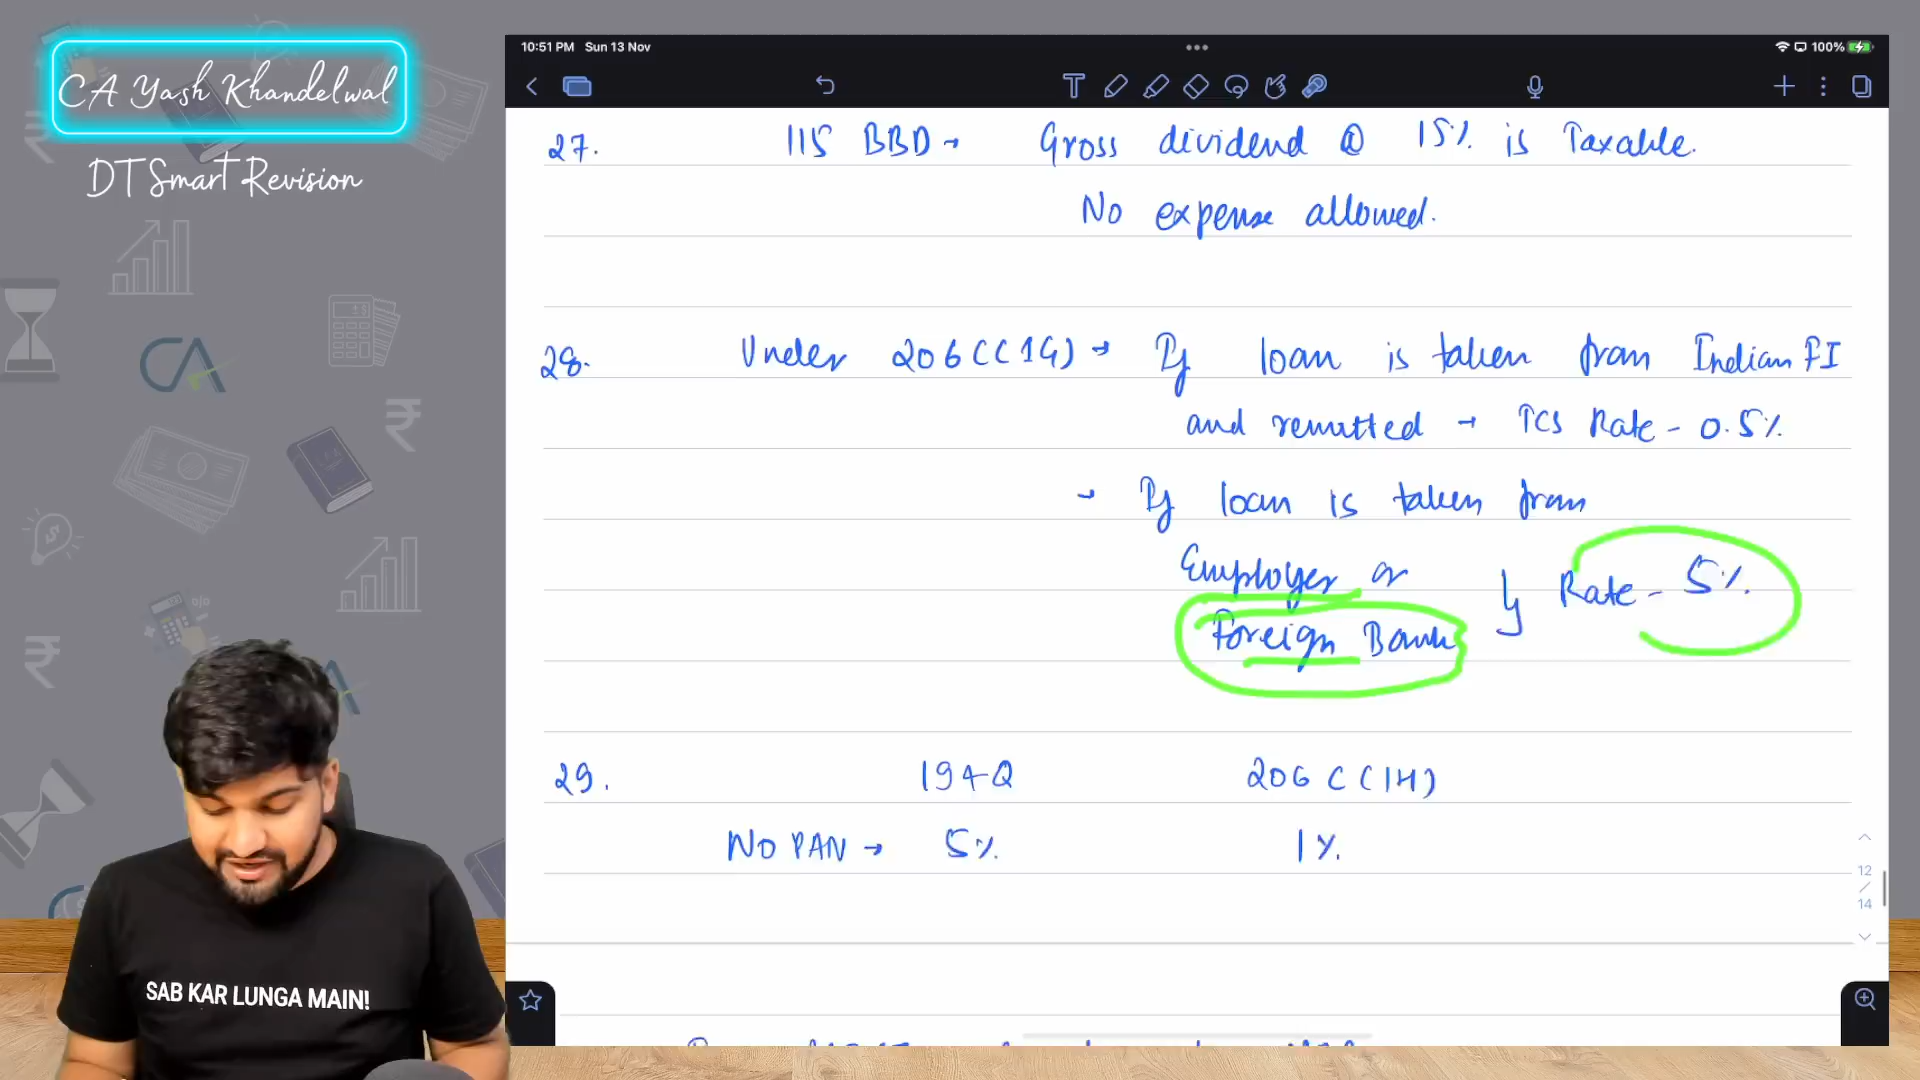 CA Yash Khandelwal
DT Smart Revision
10:51 PM Sun 13 Nov
100%
27. 115 BBD → Gross dividend @ 15% is Taxable.
No expense allowed.
28. Under 206C(1G) → If loan is taken from Indian FI
and remitted → TCS Rate - 0.5%
→ If loan is taken from
Employer or
Foreign Bank } Rate - 5%
29. 194-Q 206 C (1H)
NO PAN → 5% 1%.
12
/
14
CA
SAB KAR LUNGA MAIN!